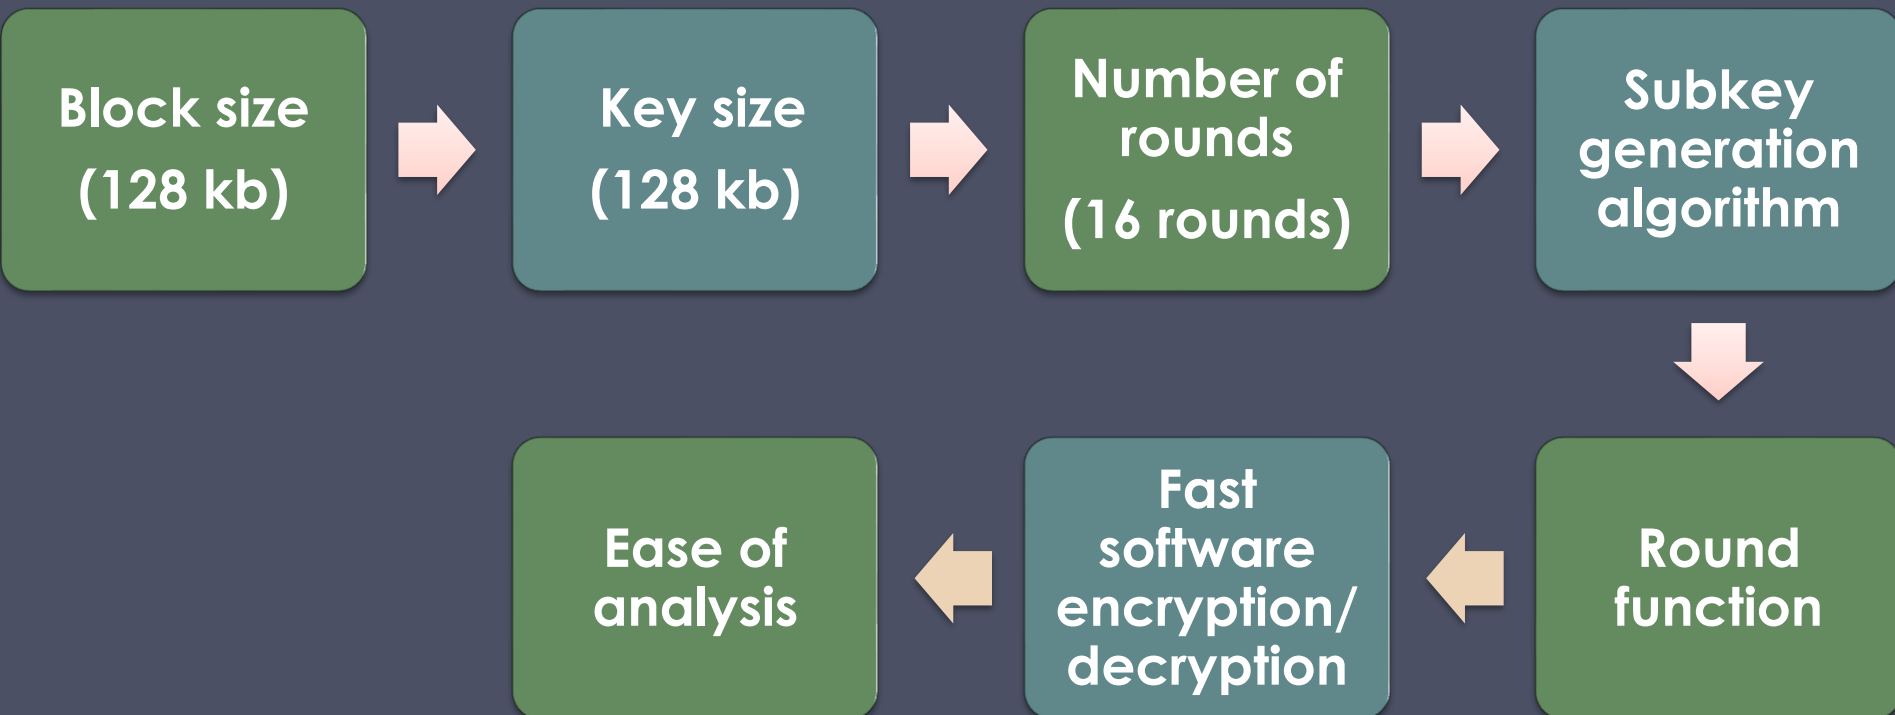 Block size
(128 kb)
Key size
(128 kb)
Number of
rounds
(16 rounds)
Subkey
generation
algorithm
Round
function
Fast
software
encryption/
decryption
Ease of
analysis